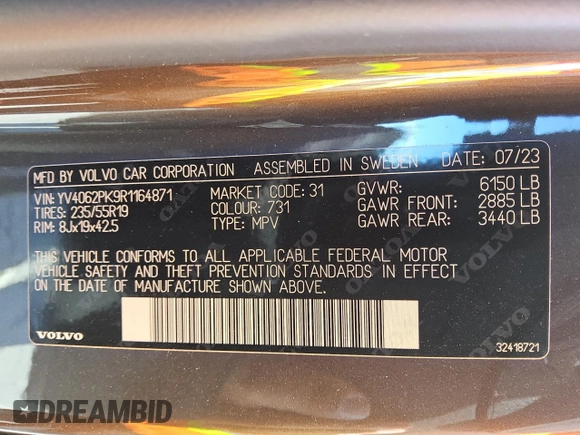 MFD BY VOLVO CAR CORPORATION ASSEMBLED IN SWEDEN DATE: 07/23
VIN: YV4062PK9R1164871 MARKET CODE: 31 GVWR: 6150 LB
TIRES: 235/55R19 COLOUR: 731 GAWR FRONT: 2885 LB
RIM: 8Jx19x42.5 TYPE: MPV GAWR REAR: 3440 LB
THIS VEHICLE CONFORMS TO ALL APPLICABLE FEDERAL MOTOR
VEHICLE SAFETY AND THEFT PREVENTION STANDARDS IN EFFECT
ON THE DATE OF MANUFACTURE SHOWN ABOVE.
VOLVO
32418721
DREAMBID